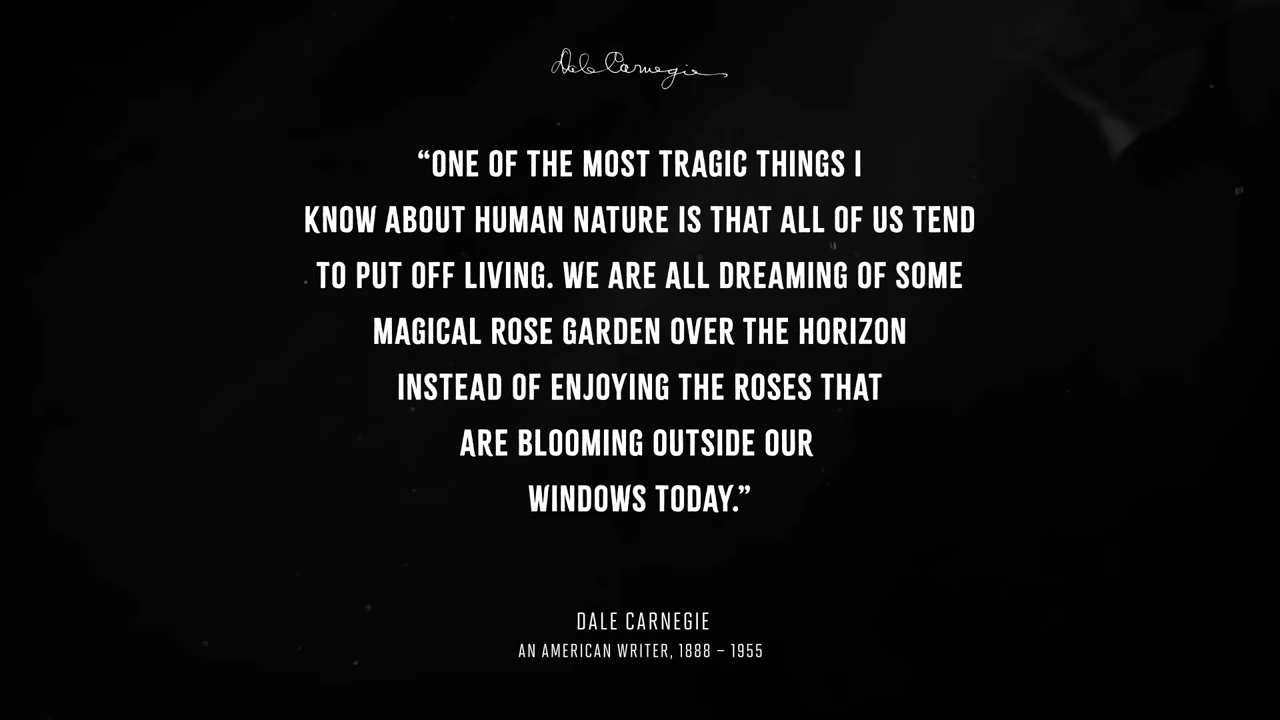 Dale Carnegie
“ONE OF THE MOST TRAGIC THINGS I
KNOW ABOUT HUMAN NATURE IS THAT ALL OF US TEND
TO PUT OFF LIVING. WE ARE ALL DREAMING OF SOME
MAGICAL ROSE GARDEN OVER THE HORIZON
INSTEAD OF ENJOYING THE ROSES THAT
ARE BLOOMING OUTSIDE OUR
WINDOWS TODAY.”
DALE CARNEGIE
AN AMERICAN WRITER, 1888 – 1955